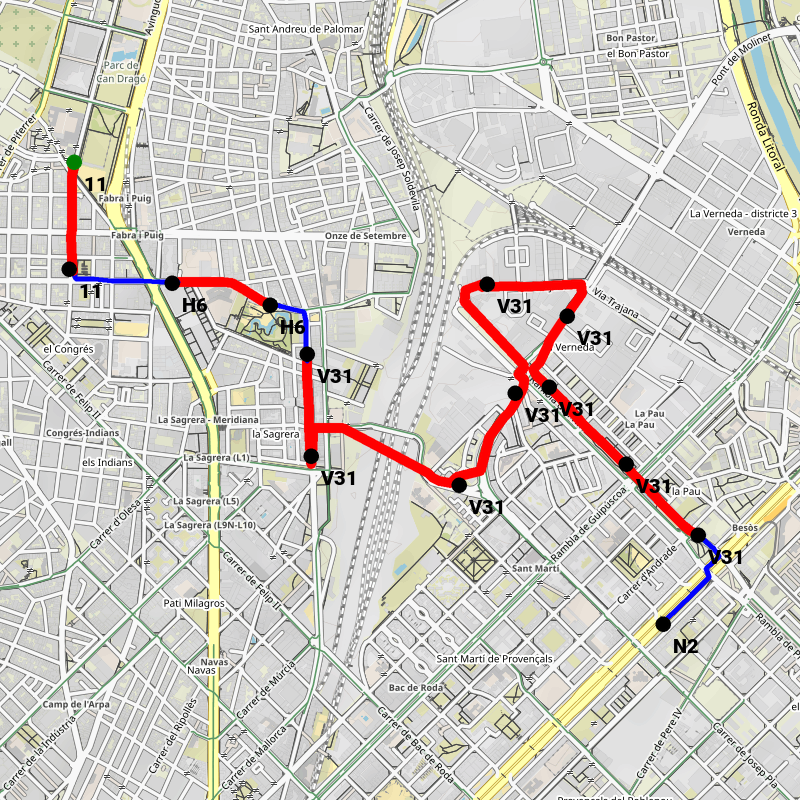 Sant Andreu de Palomar
Avingud
Bon Pastor
el Bon Pastor
Pont del Molinet
Parc de
Can Dragó
Ronda Litoral
Carrer de Josep Soldevila
er de Piferrer
11
Fabra i Puig
Fabra i Puig
Onze de Setembre
La Verneda - districte 3
Verneda
11
H6
V31
Via Trajana
H6
V31
Verneda
el Congrés
Carrer de Felip II
V31
V31
V31
La Pau
La Pau
La Sagrera - Meridiana
Congrés-Indians
la Sagrera
La Sagrera (L1)
els Indians
V31
V31
la Pau
Rambla de Guipúscoa
La Sagrera (L5)
V31
La Sagrera (L9N-L10)
Carrer d'Olesa
Besòs
V31
Sant Martí
Carrer d'Andrade
Carrer de Felip II
Pati Milagros
Rambla de P
N2
Sant Martí de Provençals
Navas
Navas
Carrer de Múrcia
Bac de Roda
Camp de l'Arpa
Carrer del Ripollès
Carrer de la Indústria
Carrer de Mallorca
Carrer de Bac de Roda
Carrer de Pere IV
Carrer de Josep Pla
el
Provençals del Poblenou